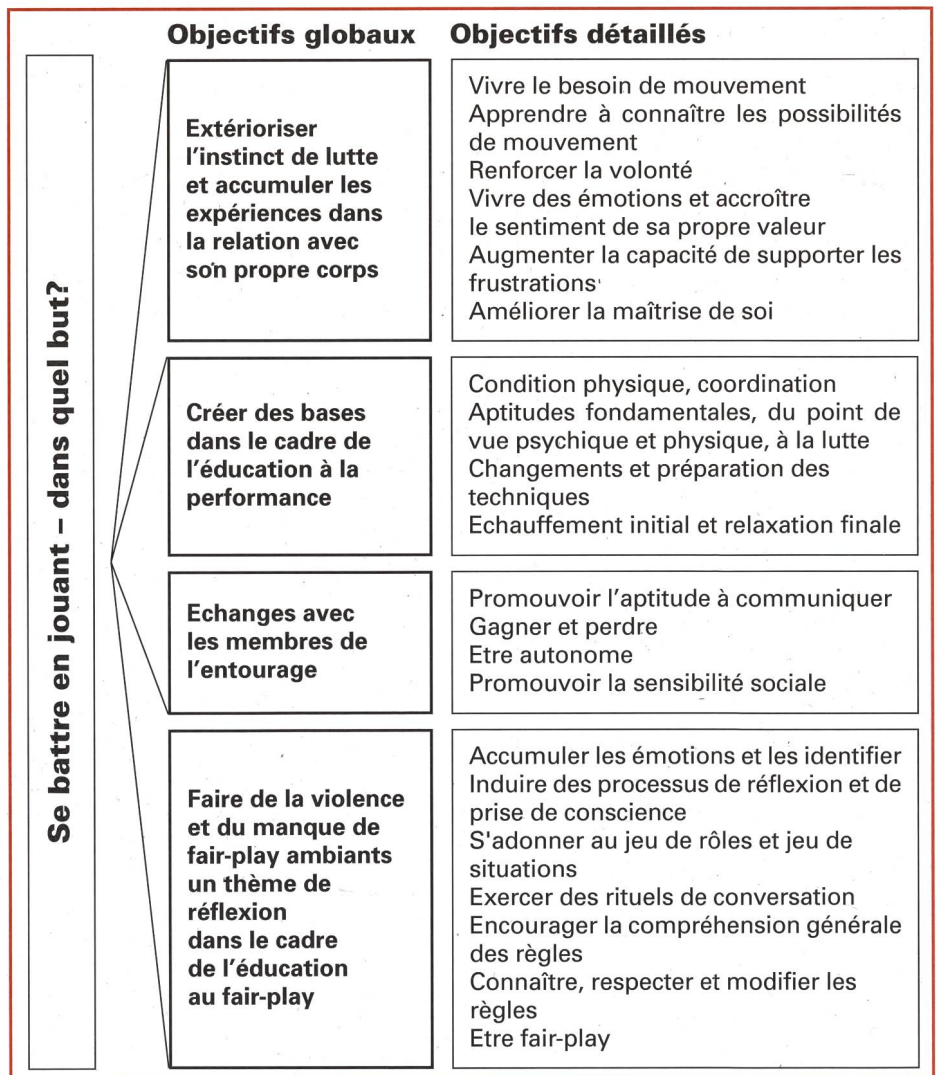 Se battre en jouant – dans quel but?
Objectifs globaux
Objectifs détaillés
Extérioriser
l'instinct de lutte
et accumuler les
expériences dans
la relation avec
son propre corps
Vivre le besoin de mouvement
Apprendre à connaître les possibilités
de mouvement
Renforcer la volonté
Vivre des émotions et accroître
le sentiment de sa propre valeur
Augmenter la capacité de supporter les
frustrations
Améliorer la maîtrise de soi
Créer des bases
dans le cadre de
l'éducation à la
performance
Condition physique, coordination
Aptitudes fondamentales, du point de
vue psychique et physique, à la lutte
Changements et préparation des
techniques
Echauffement initial et relaxation finale
Echanges avec
les membres de
l'entourage
Promouvoir l'aptitude à communiquer
Gagner et perdre
Etre autonome
Promouvoir la sensibilité sociale
Faire de la violence
et du manque de
fair-play ambiants
un thème de
réflexion
dans le cadre
de l'éducation
au fair-play
Accumuler les émotions et les identifier
Induire des processus de réflexion et de
prise de conscience
S'adonner au jeu de rôles et jeu de
situations
Exercer des rituels de conversation
Encourager la compréhension générale
des règles
Connaître, respecter et modifier les
règles
Etre fair-play